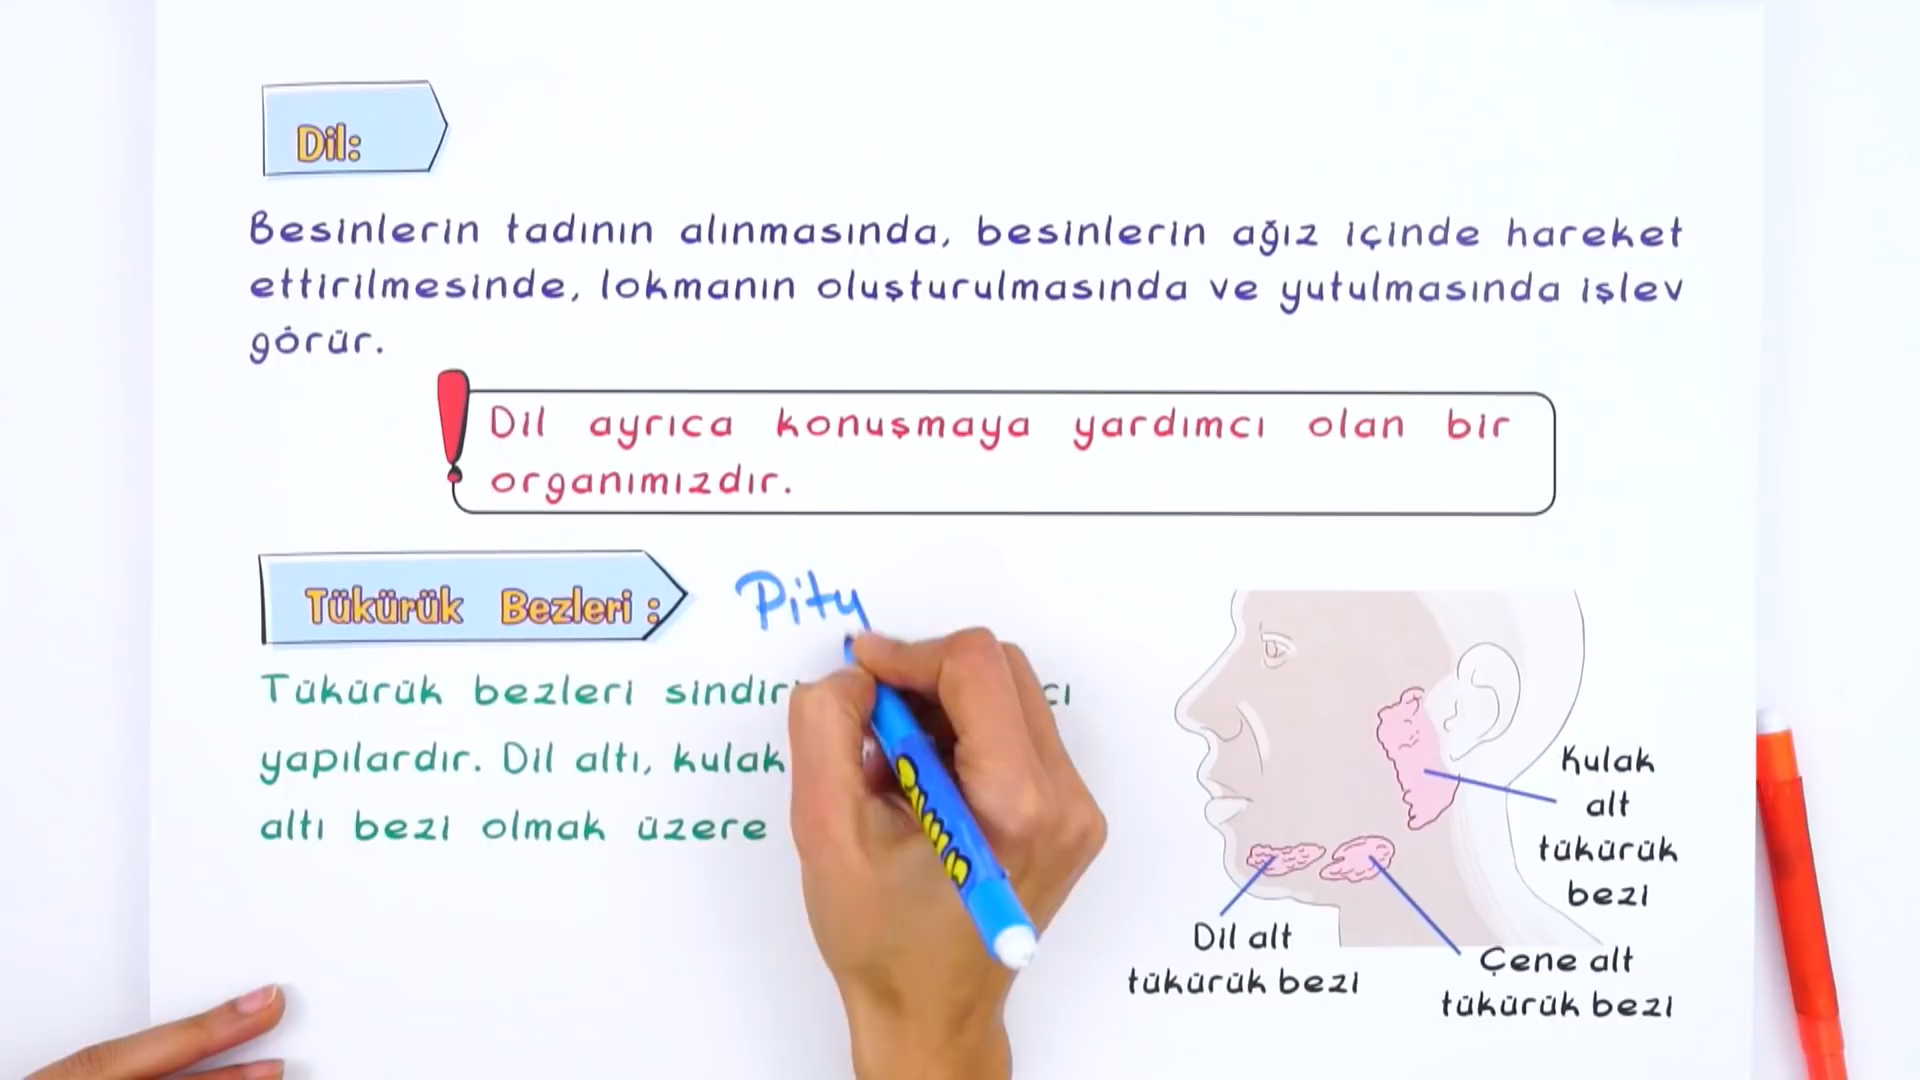 Dil:
Besinlerin tadının alınmasında, besinlerin ağız içinde hareket
ettirilmesinde, lokmanın oluşturulmasında ve yutulmasında işlev
görür.
Dil ayrıca konuşmaya yardımcı olan bir
organımızdır.
Tükürük Bezleri :
Pity
Tükürük bezleri
yapılardır. Dil altı, kulak
altı bezi olmak üzere
Kulak
alt
tükürük
bezi
Dil alt
tükürük bezi
Çene alt
tükürük bezi